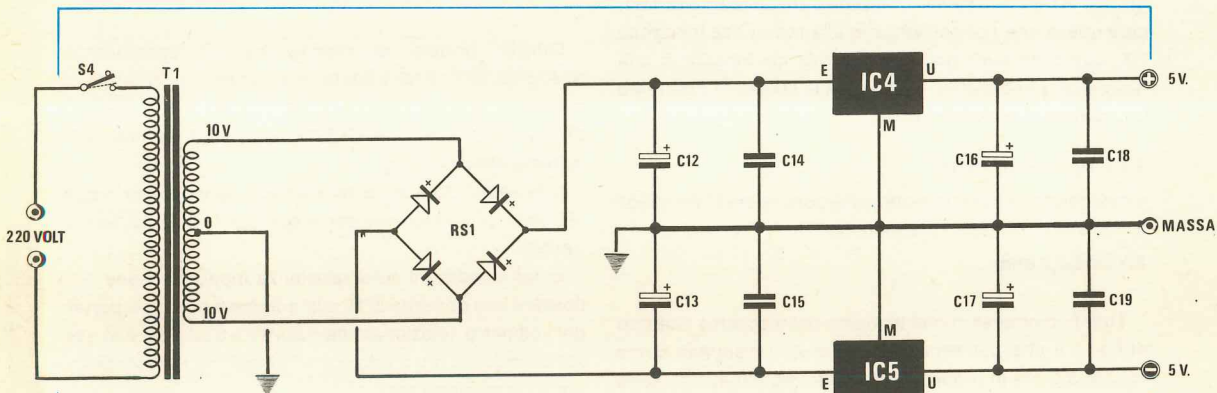 S4
T1
10 V
0
10 V
220 VOLT
RS1
C12
C14
C13
C15
E
IC4
U
M
M
E
IC5
U
C16
C18
C17
C19
5 V.
MASSA
5 V.